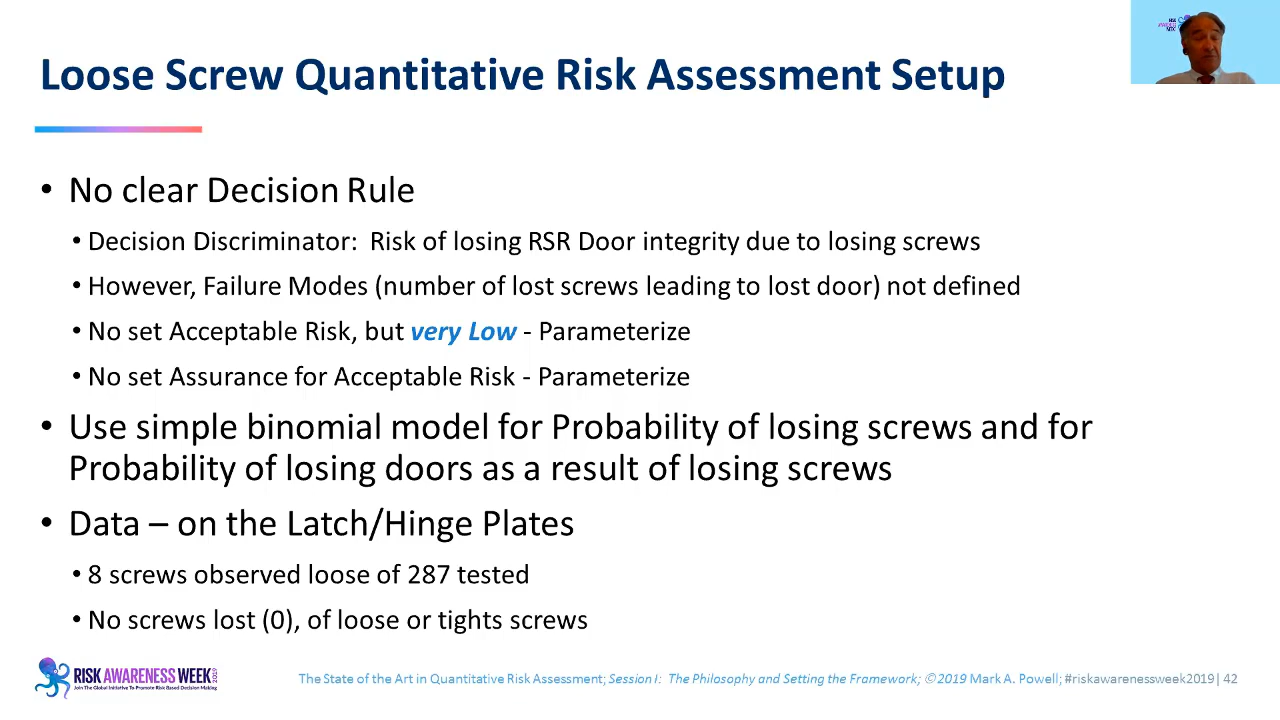 Loose Screw Quantitative Risk Assessment Setup
• No clear Decision Rule
• Decision Discriminator: Risk of losing RSR Door integrity due to losing screws
• However, Failure Modes (number of lost screws leading to lost door) not defined
• No set Acceptable Risk, but very Low - Parameterize
• No set Assurance for Acceptable Risk - Parameterize
• Use simple binomial model for Probability of losing screws and for
Probability of losing doors as a result of losing screws
• Data – on the Latch/Hinge Plates
• 8 screws observed loose of 287 tested
• No screws lost (0), of loose or tights screws
RISK AWARENESS WEEK 2019
Join The Global Initiative To Promote Risk Based Decision Making
The State of the Art in Quantitative Risk Assessment; Session I: The Philosophy and Setting the Framework; ©2019 Mark A. Powell; #riskawarenessweek2019| 42